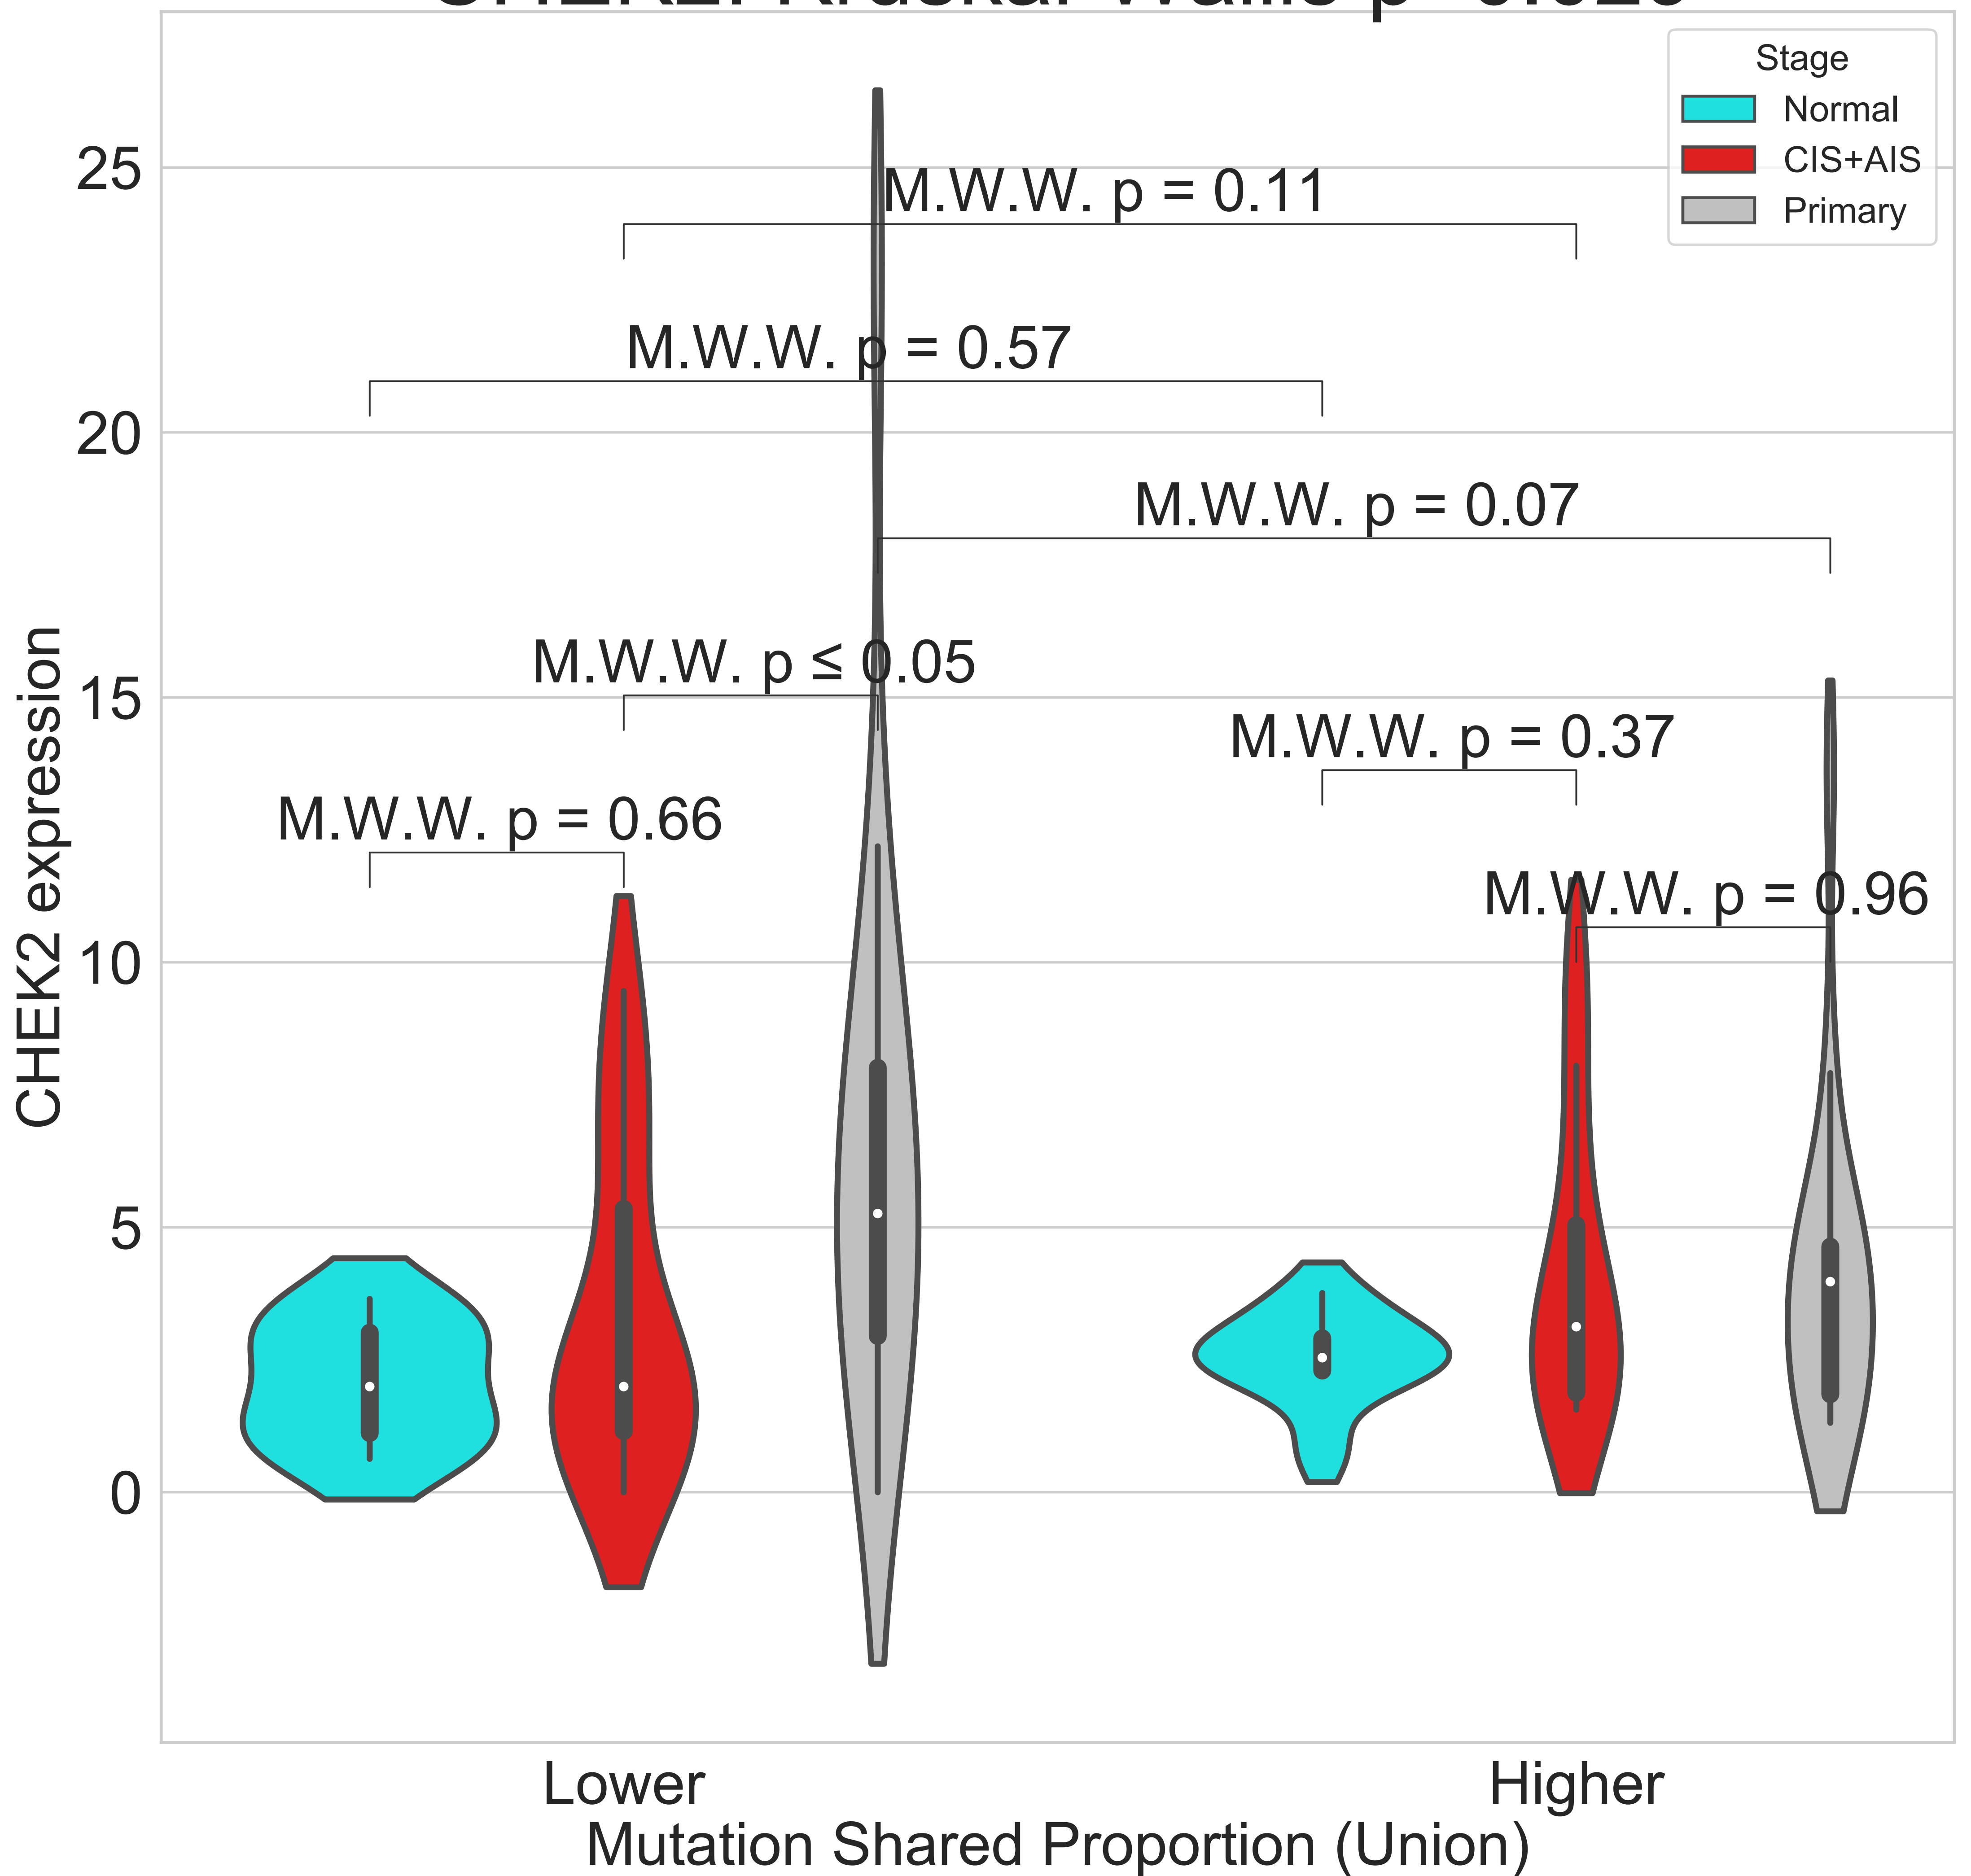 Stage
Normal
CIS+AIS
Primary
M.W.W. p = 0.11
M.W.W. p = 0.57
M.W.W. p = 0.07
M.W.W. p ≤ 0.05
M.W.W. p = 0.37
M.W.W. p = 0.66
M.W.W. p = 0.96
25
20
15
10
5
0
CHEK2 expression
Lower
Higher
Mutation Shared Proportion (Union)